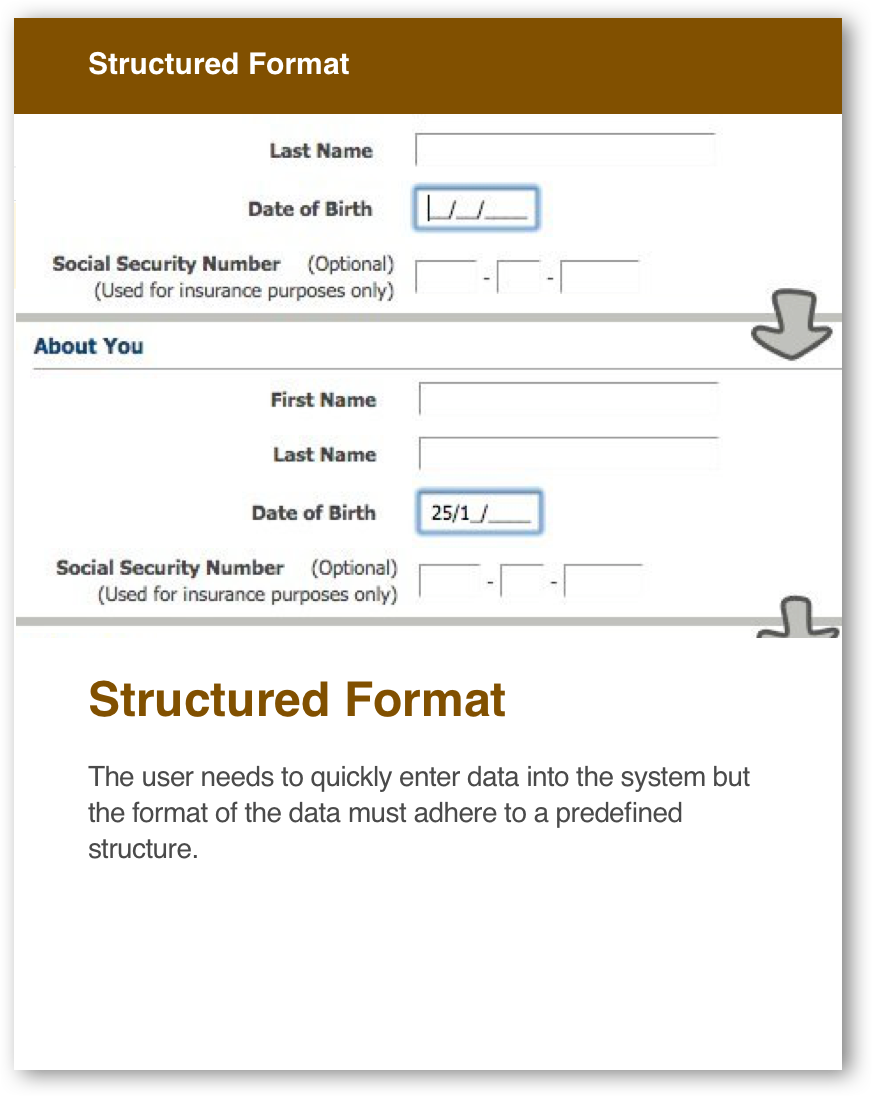 Structured Format
Last Name
Date of Birth __/__/____
Social Security Number (Optional) - -
(Used for insurance purposes only)
About You
First Name
Last Name
Date of Birth 25/1_/____
Social Security Number (Optional) - -
(Used for insurance purposes only)
Structured Format
The user needs to quickly enter data into the system but
the format of the data must adhere to a predefined
structure.